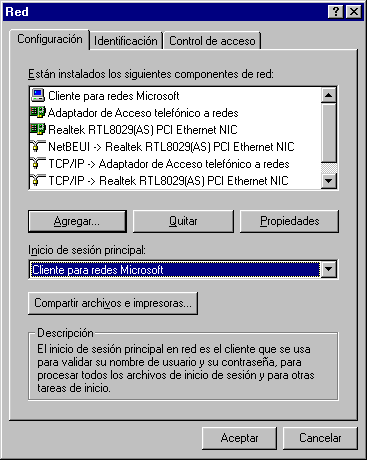 Red
Configuración Identificación Control de acceso
Están instalados los siguientes componentes de red:
Cliente para redes Microsoft
Adaptador de Acceso telefónico a redes
Realtek RTL8029(AS) PCI Ethernet NIC
NetBEUI -> Realtek RTL8029(AS) PCI Ethernet NIC
TCP/IP -> Adaptador de Acceso telefónico a redes
TCP/IP -> Realtek RTL8029(AS) PCI Ethernet NIC
Agregar... Quitar Propiedades
Inicio de sesión principal:
Cliente para redes Microsoft
Compartir archivos e impresoras...
Descripción
El inicio de sesión principal en red es el cliente que se usa
para validar su nombre de usuario y su contraseña, para
procesar todos los archivos de inicio de sesión y para otras
tareas de inicio.
Aceptar Cancelar